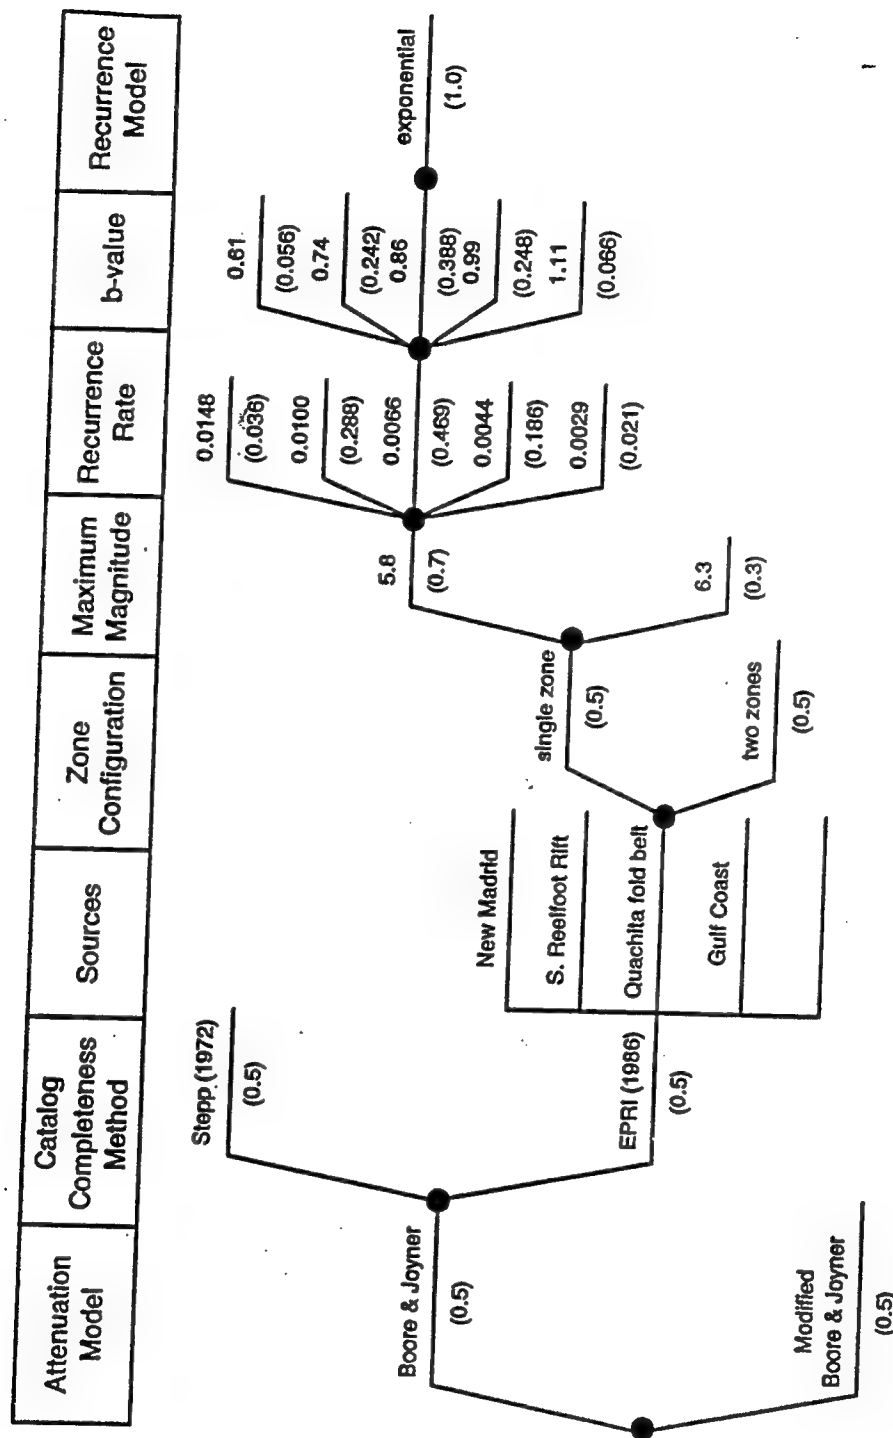 Attenuation
Model
Catalog
Completeness
Method
Sources
Zone
Configuration
Maximum
Magnitude
Recurrence
Rate
b-value
Recurrence
Model
Boore & Joyner
(0.5)
Modified
Boore & Joyner
(0.5)
Stepp (1972)
(0.5)
EPRI (1986)
(0.5)
New Madrid
S. Reelfoot Rift
Quachita fold belt
Gulf Coast
single zone
(0.5)
two zones
(0.5)
5.8
(0.7)
6.3
(0.3)
0.0148
(0.036)
0.0100
(0.288)
0.0066
(0.469)
0.0044
(0.186)
0.0029
(0.021)
0.61
(0.056)
0.74
(0.242)
0.86
(0.388)
0.99
(0.248)
1.11
(0.066)
exponential
(1.0)